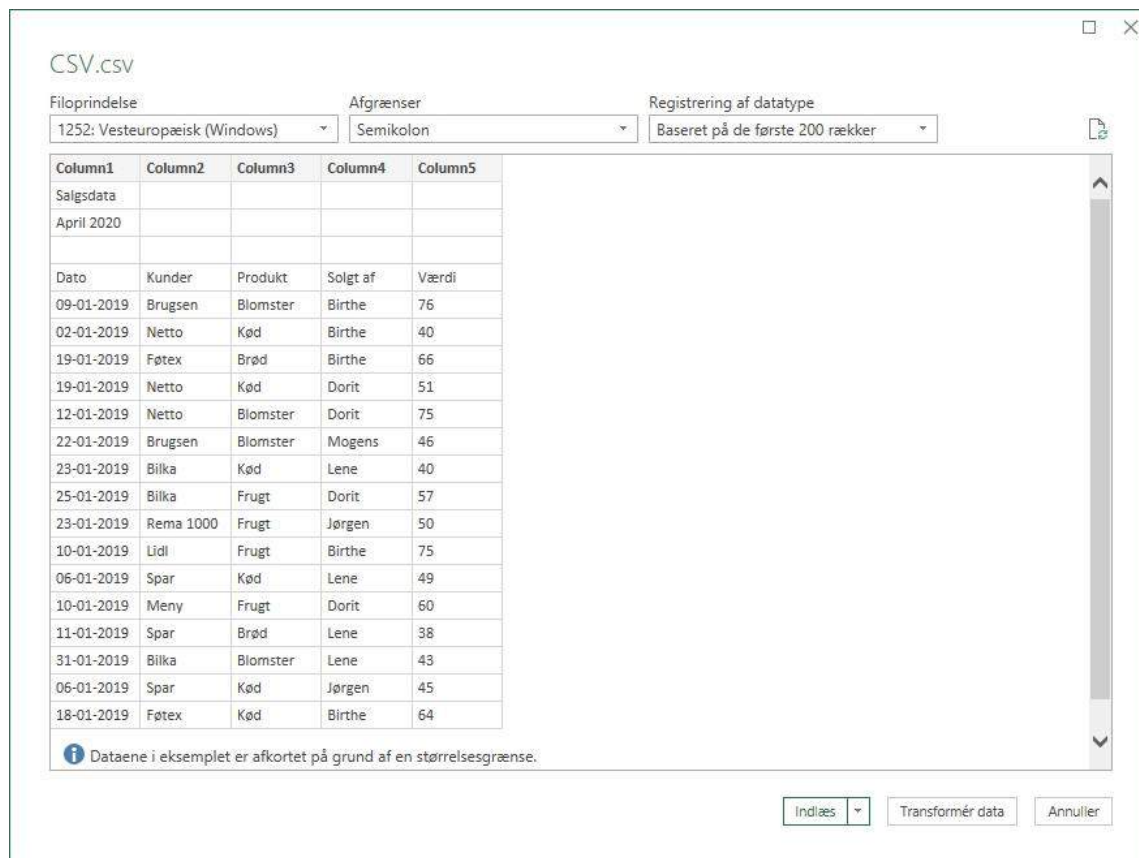 CSV.csv
Filoprindelse Afgrænser Registrering af datatype
1252: Vesteuropæisk (Windows) Semikolon Baseret på de første 200 rækker
Column1 Column2 Column3 Column4 Column5
Salgsdata
April 2020
Dato Kunder Produkt Solgt af Værdi
09-01-2019 Brugsen Blomster Birthe 76
02-01-2019 Netto Kød Birthe 40
19-01-2019 Føtex Brød Birthe 66
19-01-2019 Netto Kød Dorit 51
12-01-2019 Netto Blomster Dorit 75
22-01-2019 Brugsen Blomster Mogens 46
23-01-2019 Bilka Kød Lene 40
25-01-2019 Bilka Frugt Dorit 57
23-01-2019 Rema 1000 Frugt Jørgen 50
10-01-2019 Lidl Frugt Birthe 75
06-01-2019 Spar Kød Lene 49
10-01-2019 Meny Frugt Dorit 60
11-01-2019 Spar Brød Lene 38
31-01-2019 Bilka Blomster Lene 43
06-01-2019 Spar Kød Jørgen 45
18-01-2019 Føtex Kød Birthe 64
Dataene i eksemplet er afkortet på grund af en størrelsesgrænse.
Indlæs Transformér data Annuller